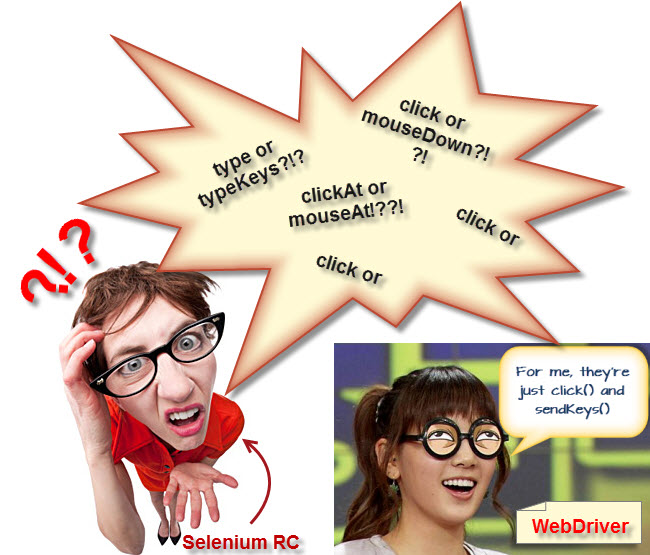 click or
mouseDown?!
?!
type or
typeKeys?!?
clickAt or
mouseAt!??!
click or
click or
?!?
For me, they're
just click() and
sendKeys()
WebDriver
Selenium RC